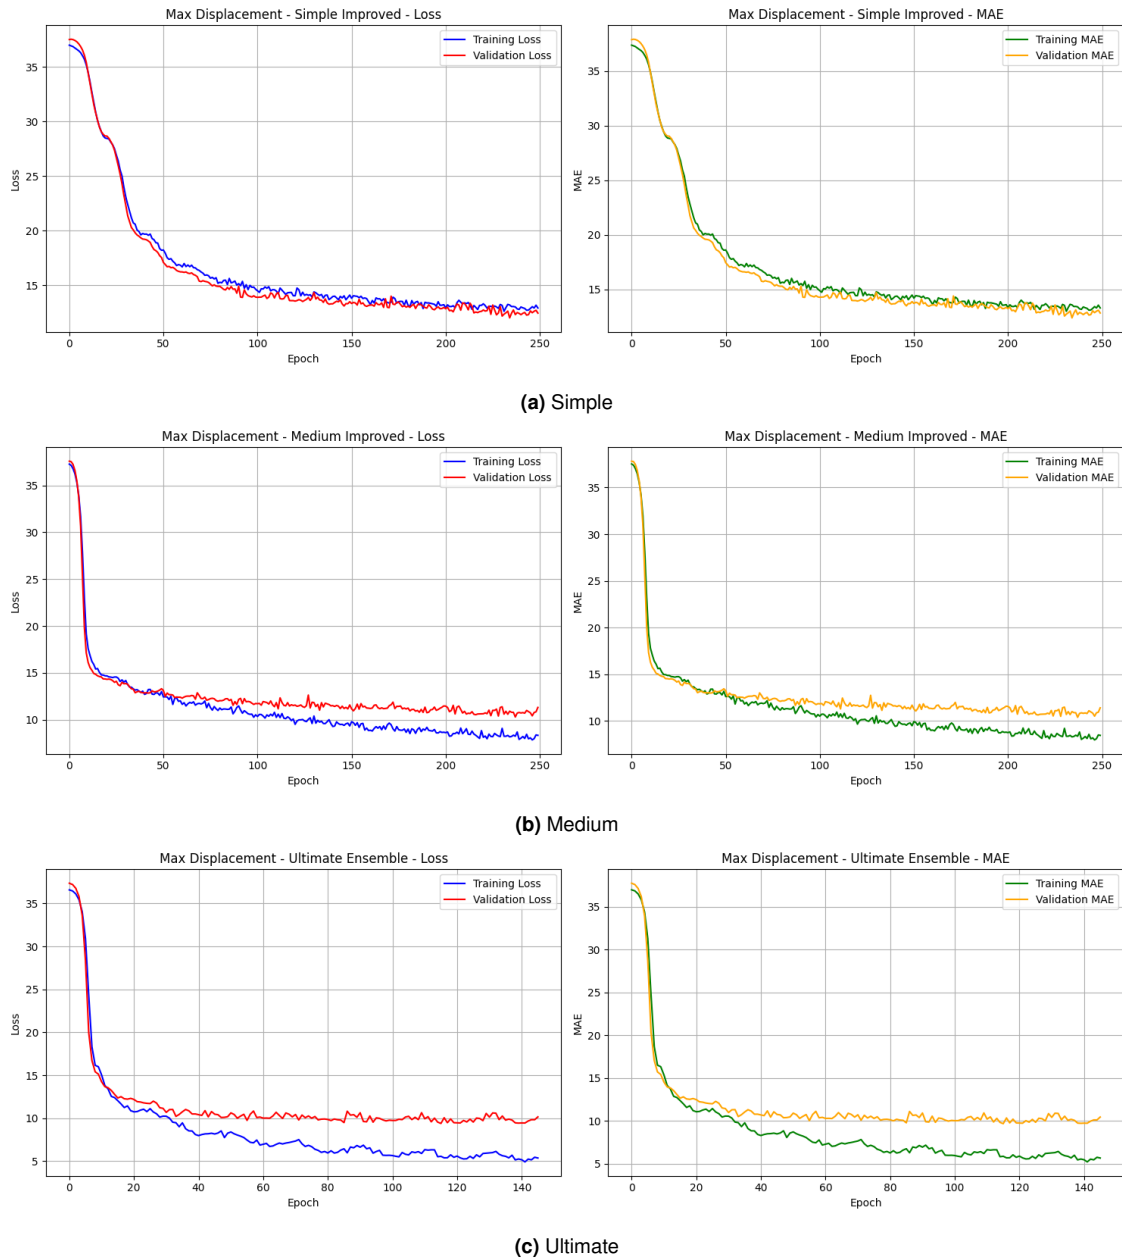 Max Displacement - Simple Improved - Loss
Max Displacement - Simple Improved - MAE
Training Loss
Validation Loss
Training MAE
Validation MAE
35
30
25
20
15
Loss
0
50
100
150
200
250
Epoch
35
30
25
20
15
MAE
0
50
100
150
200
250
Epoch
(a) Simple
Max Displacement - Medium Improved - Loss
Max Displacement - Medium Improved - MAE
Training Loss
Validation Loss
Training MAE
Validation MAE
35
30
25
20
15
10
Loss
0
50
100
150
200
250
Epoch
35
30
25
20
15
10
MAE
0
50
100
150
200
250
Epoch
(b) Medium
Max Displacement - Ultimate Ensemble - Loss
Max Displacement - Ultimate Ensemble - MAE
Training Loss
Validation Loss
Training MAE
Validation MAE
35
30
25
20
15
10
5
Loss
0
20
40
60
80
100
120
140
Epoch
35
30
25
20
15
10
5
MAE
0
20
40
60
80
100
120
140
Epoch
(c) Ultimate